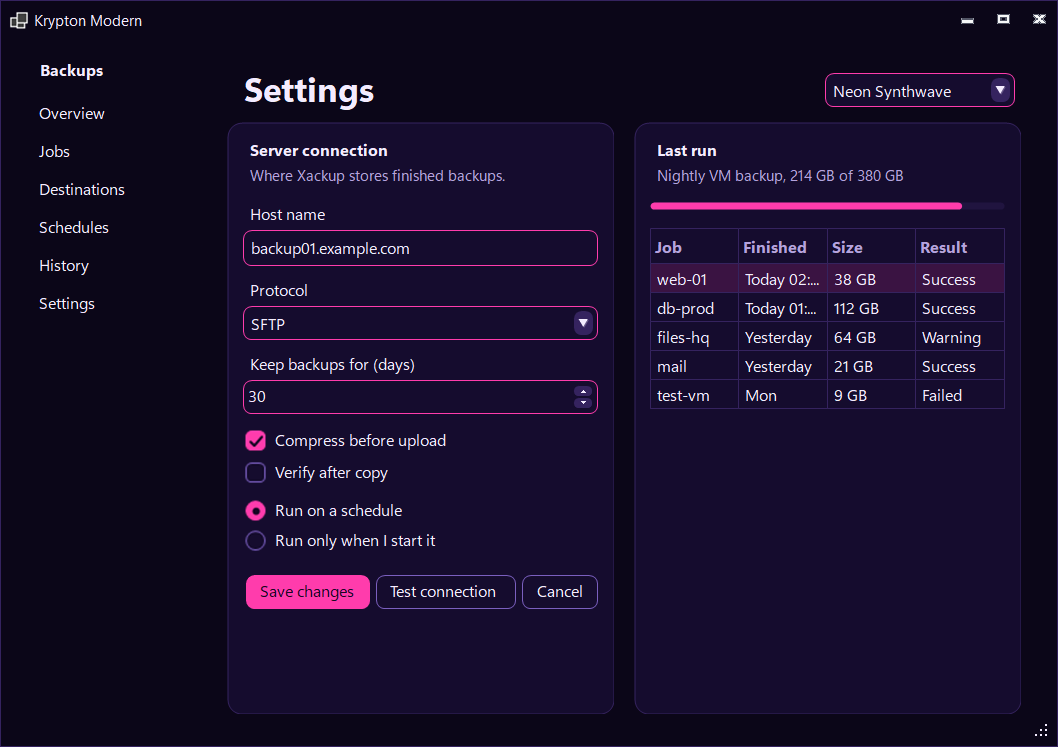 Krypton Modern
Backups
Overview
Jobs
Destinations
Schedules
History
Settings
Settings
Neon Synthwave
Server connection
Where Xackup stores finished backups.
Host name
backup01.example.com
Protocol
SFTP
Keep backups for (days)
30
Compress before upload
Verify after copy
Run on a schedule
Run only when I start it
Save changes Test connection Cancel
Last run
Nightly VM backup, 214 GB of 380 GB
Job Finished Size Result
web-01 Today 02:... 38 GB Success
db-prod Today 01:... 112 GB Success
files-hq Yesterday 64 GB Warning
mail Yesterday 21 GB Success
test-vm Mon 9 GB Failed